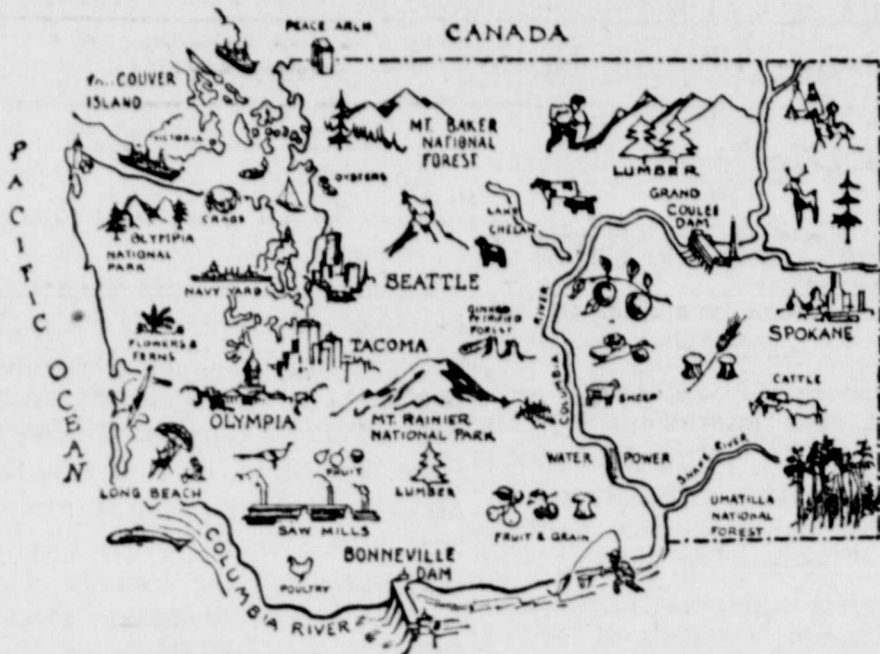 PEACE ARCH
CANADA
COUVER
ISLAND
VICTORIA
PACIFIC OCEAN
MT. BAKER
NATIONAL
FOREST
LUMBER
OYSTERS
CRABS
GRAND
COULEE
DAM
LAKE
CHELAN
OLYMPIA
NATIONAL
PARK
NAVY YARD
SEATTLE
SPOKANE
FLOWERS &
FERNS
TACOMA
FOREST
COLUMBIA RIVER
SHEEP
CATTLE
OLYMPIA
MT. RAINIER
NATIONAL PARK
WATER POWER
SNAKE RIVER
LONG BEACH
FRUIT
LUMBER
UMATILLA
NATIONAL
FOREST
SAW MILLS
FRUIT & GRAIN
BONNEVILLE
DAM
POULTRY
COLUMBIA RIVER